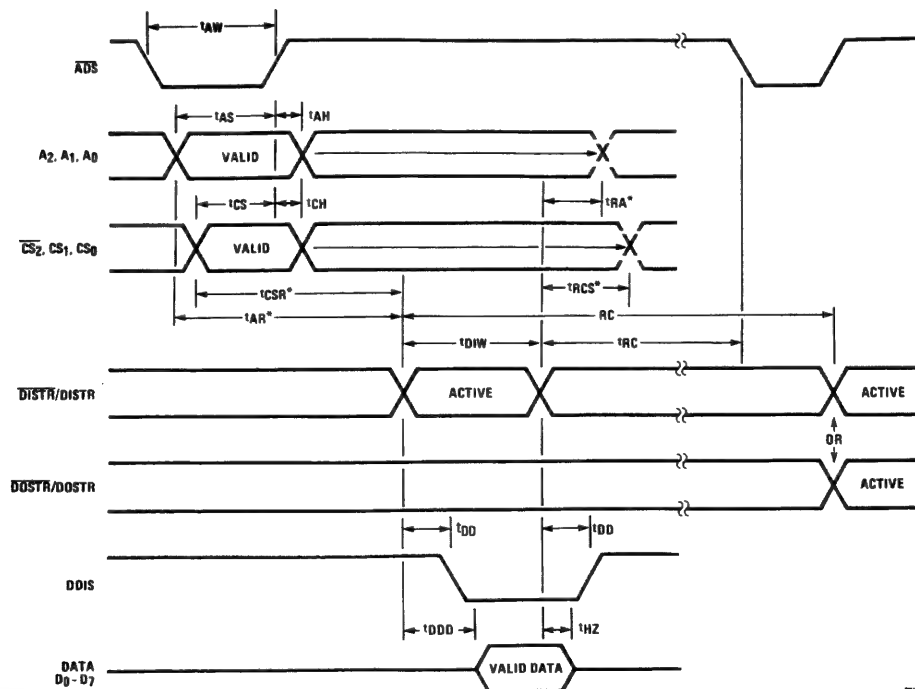 tAW
ADS
tAS tAH
A2, A1, A0 VALID
tRA*
tCS tCH
CS2, CS1, CS0 VALID
tCSR* tRCS*
tAR* RC
tDIW tRC
DISTR/DISTR ACTIVE ACTIVE
OR
DOSTR/DOSTR ACTIVE
tDD tDD
DDIS
tDDD tHZ
DATA VALID DATA
D0-D7